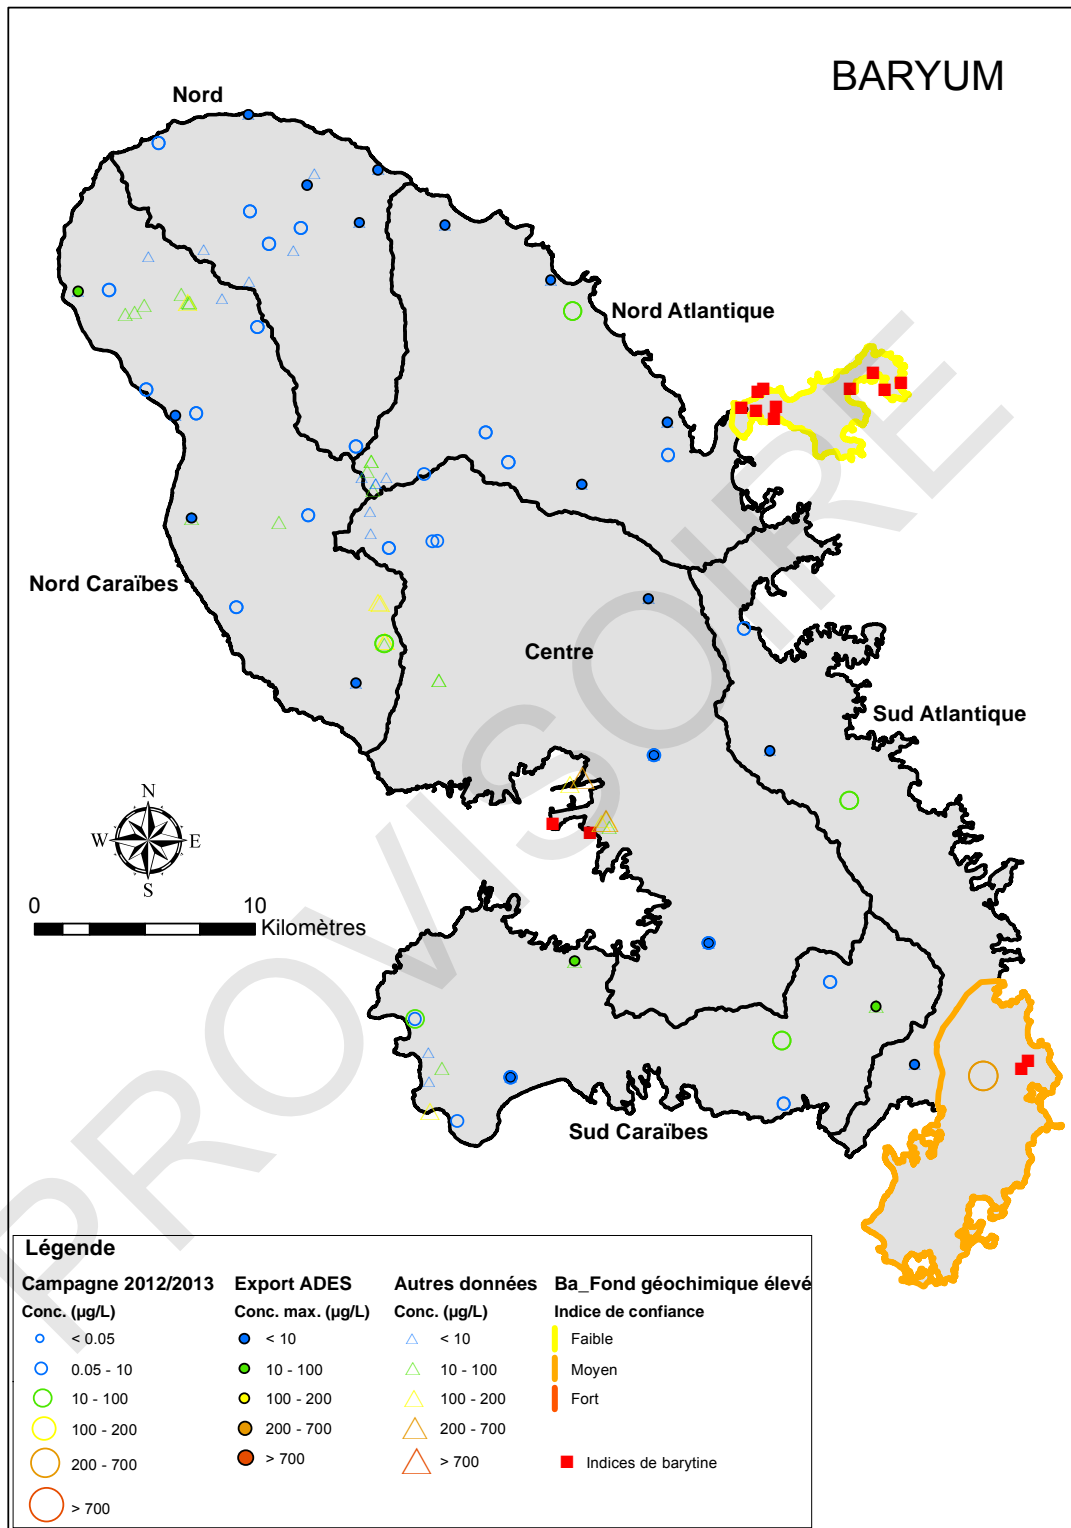 BARYUM
Nord
Nord Atlantique
Nord Caraïbes
Centre
Sud Atlantique
N
W E
S
0 10
Kilomètres
Sud Caraïbes
PROVISOIRE
Légende
Campagne 2012/2013
Conc. (µg/L)
< 0.05
0.05 - 10
10 - 100
100 - 200
200 - 700
> 700
Export ADES
Conc. max. (µg/L)
< 10
10 - 100
100 - 200
200 - 700
> 700
Autres données
Conc. (µg/L)
< 10
10 - 100
100 - 200
200 - 700
> 700
Ba_Fond géochimique élevé
Indice de confiance
Faible
Moyen
Fort
Indices de barytine